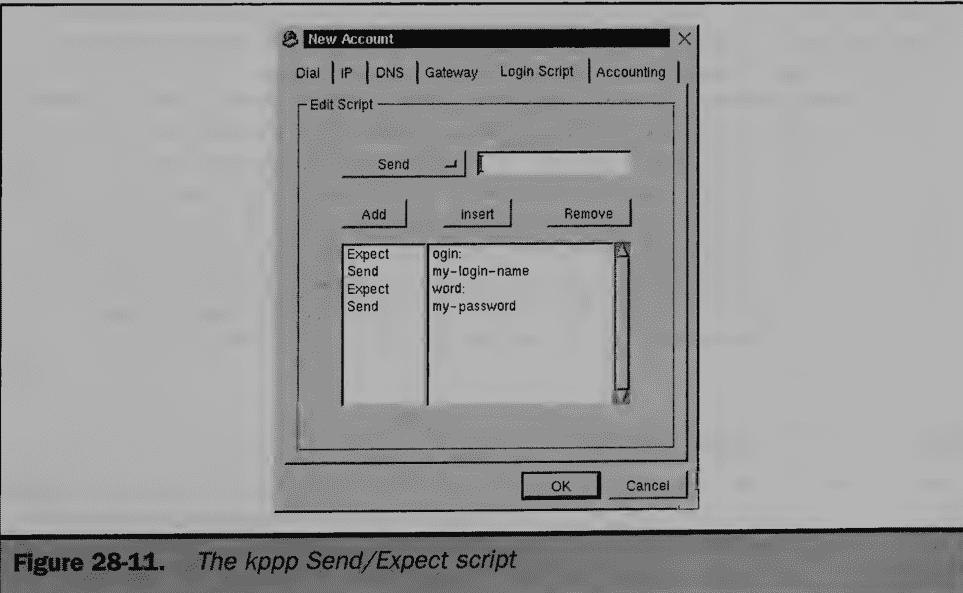 New Account
Dial IP DNS Gateway Login Script Accounting
Edit Script
Send
Add Insert Remove
Expect ogin:
Send my-login-name
Expect word:
Send my-password
OK Cancel
Figure 28-11. The kppp Send/Expect script